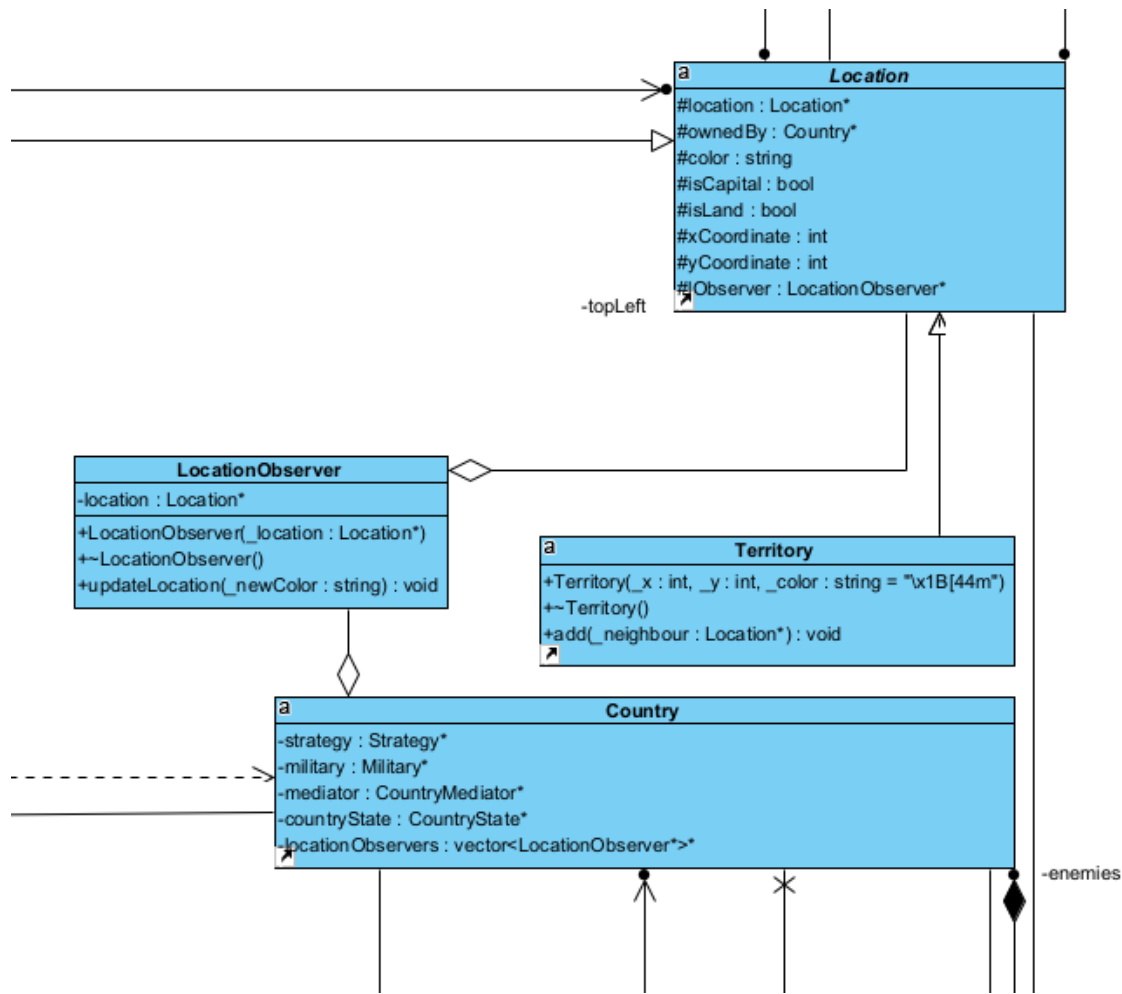 a
Location
#location : Location*
#ownedBy : Country*
#color : string
#isCapital : bool
#isLand : bool
#xCoordinate : int
#yCoordinate : int
#lObserver : LocationObserver*
-topLeft
LocationObserver
-location : Location*
+LocationObserver(_location : Location*)
+~LocationObserver()
+updateLocation(_newColor : string) : void
a
Territory
+Territory(_x : int, _y : int, _color : string = "\x1B[44m")
+~Territory()
+add(_neighbour : Location*) : void
a
Country
-strategy : Strategy*
-military : Military*
-mediator : CountryMediator*
-countryState : CountryState*
-locationObservers : vector<LocationObserver*>*
-enemies